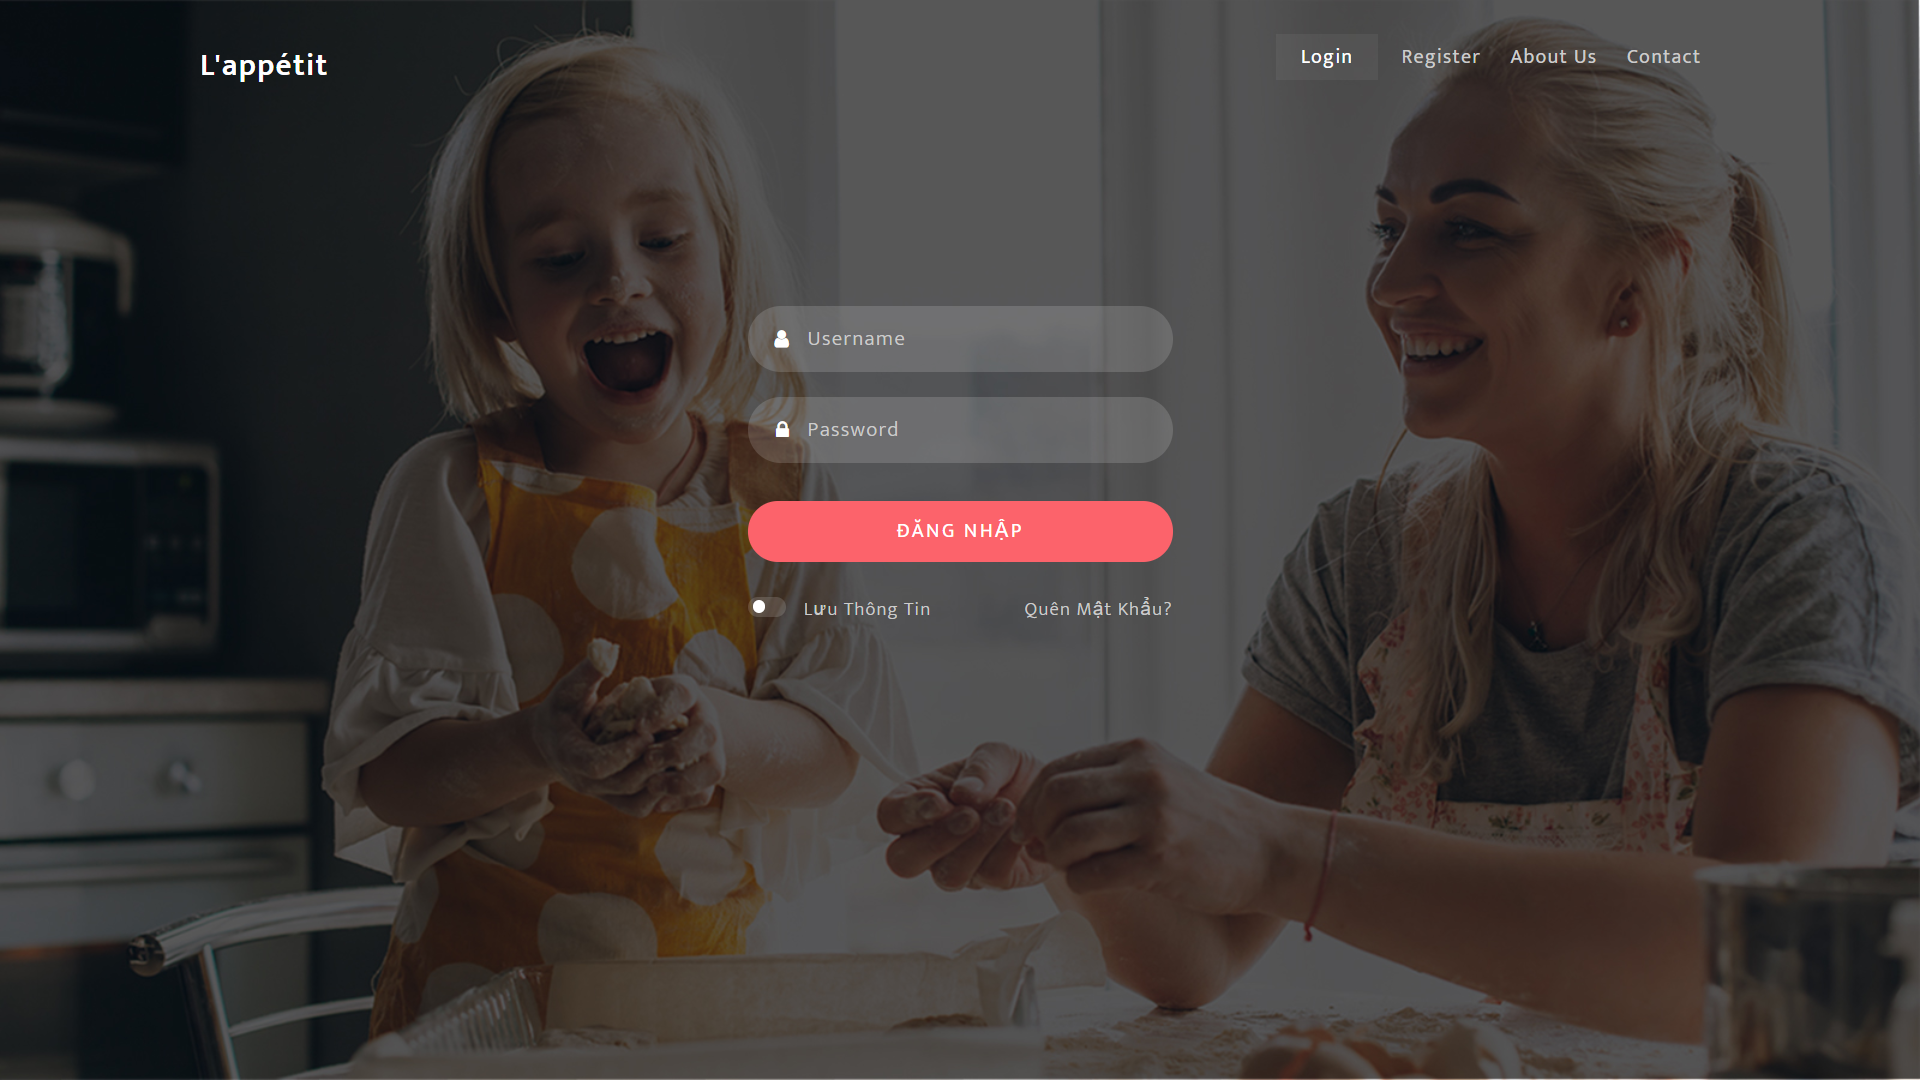 L'appétit
Login
Register
About Us
Contact
Username
Password
ĐĂNG NHẬP
Lưu Thông Tin
Quên Mật Khẩu?